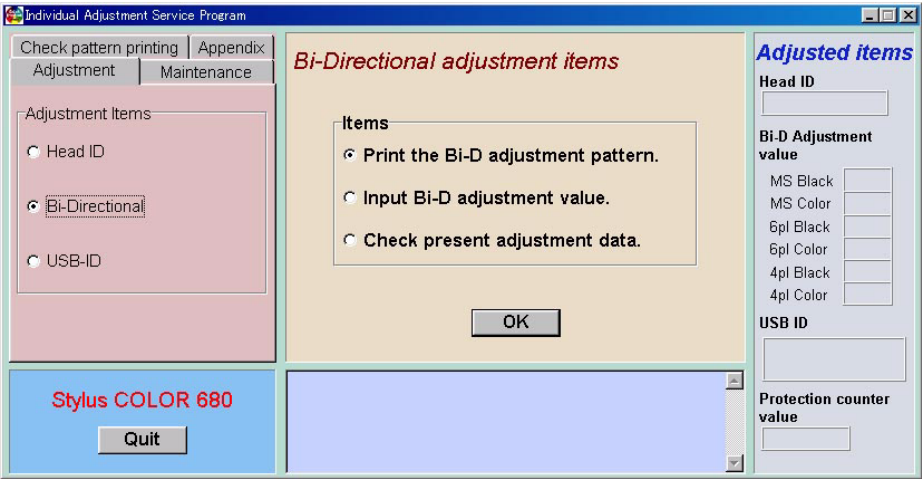 Individual Adjustment Service Program
Check pattern printing
Appendix
Adjustment
Maintenance
Adjustment Items
Head ID
Bi-Directional
USB-ID
Bi-Directional adjustment items
Items
Print the Bi-D adjustment pattern.
Input Bi-D adjustment value.
Check present adjustment data.
OK
Stylus COLOR 680
Quit
Adjusted items
Head ID
Bi-D Adjustment
value
MS Black
MS Color
6pl Black
6pl Color
4pl Black
4pl Color
USB ID
Protection counter
value